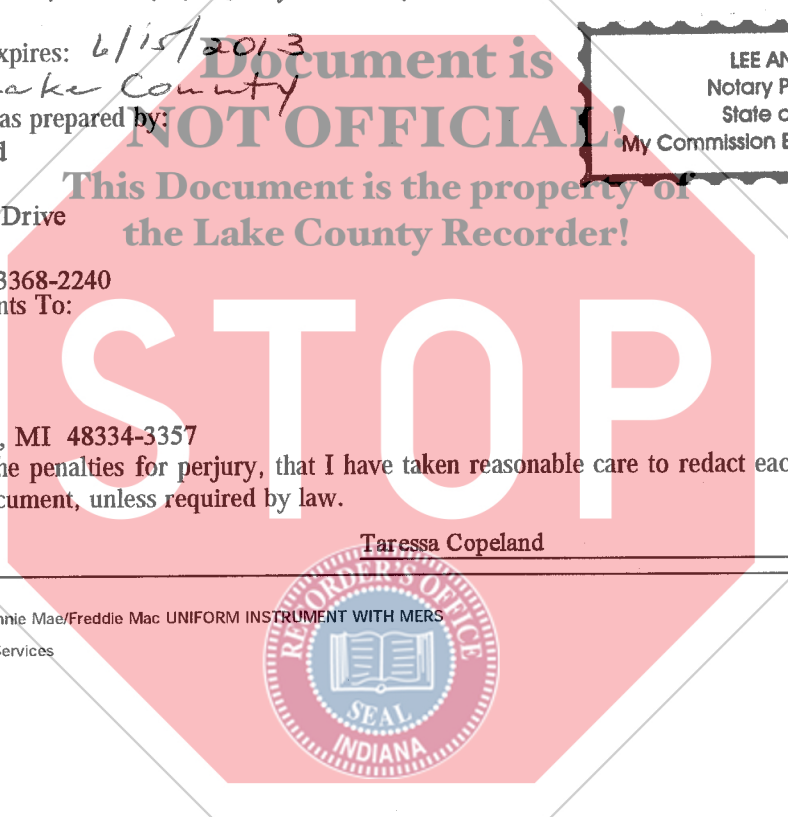 xpires: 6/15/2013
ake County
as prepared by:
d
Drive
3368-2240
nts To:
, MI 48334-3357
he penalties for perjury, that I have taken reasonable care to redact eac
cument, unless required by law.
Taressa Copeland
nnie Mae/Freddie Mac UNIFORM INSTRUMENT WITH MERS
Services
LEE AN
Notary P
State o
My Commission E
Document is
NOT OFFICIAL!
This Document is the property of
the Lake County Recorder!
STOP
RECORDER'S OFFICE
SEAL
INDIANA